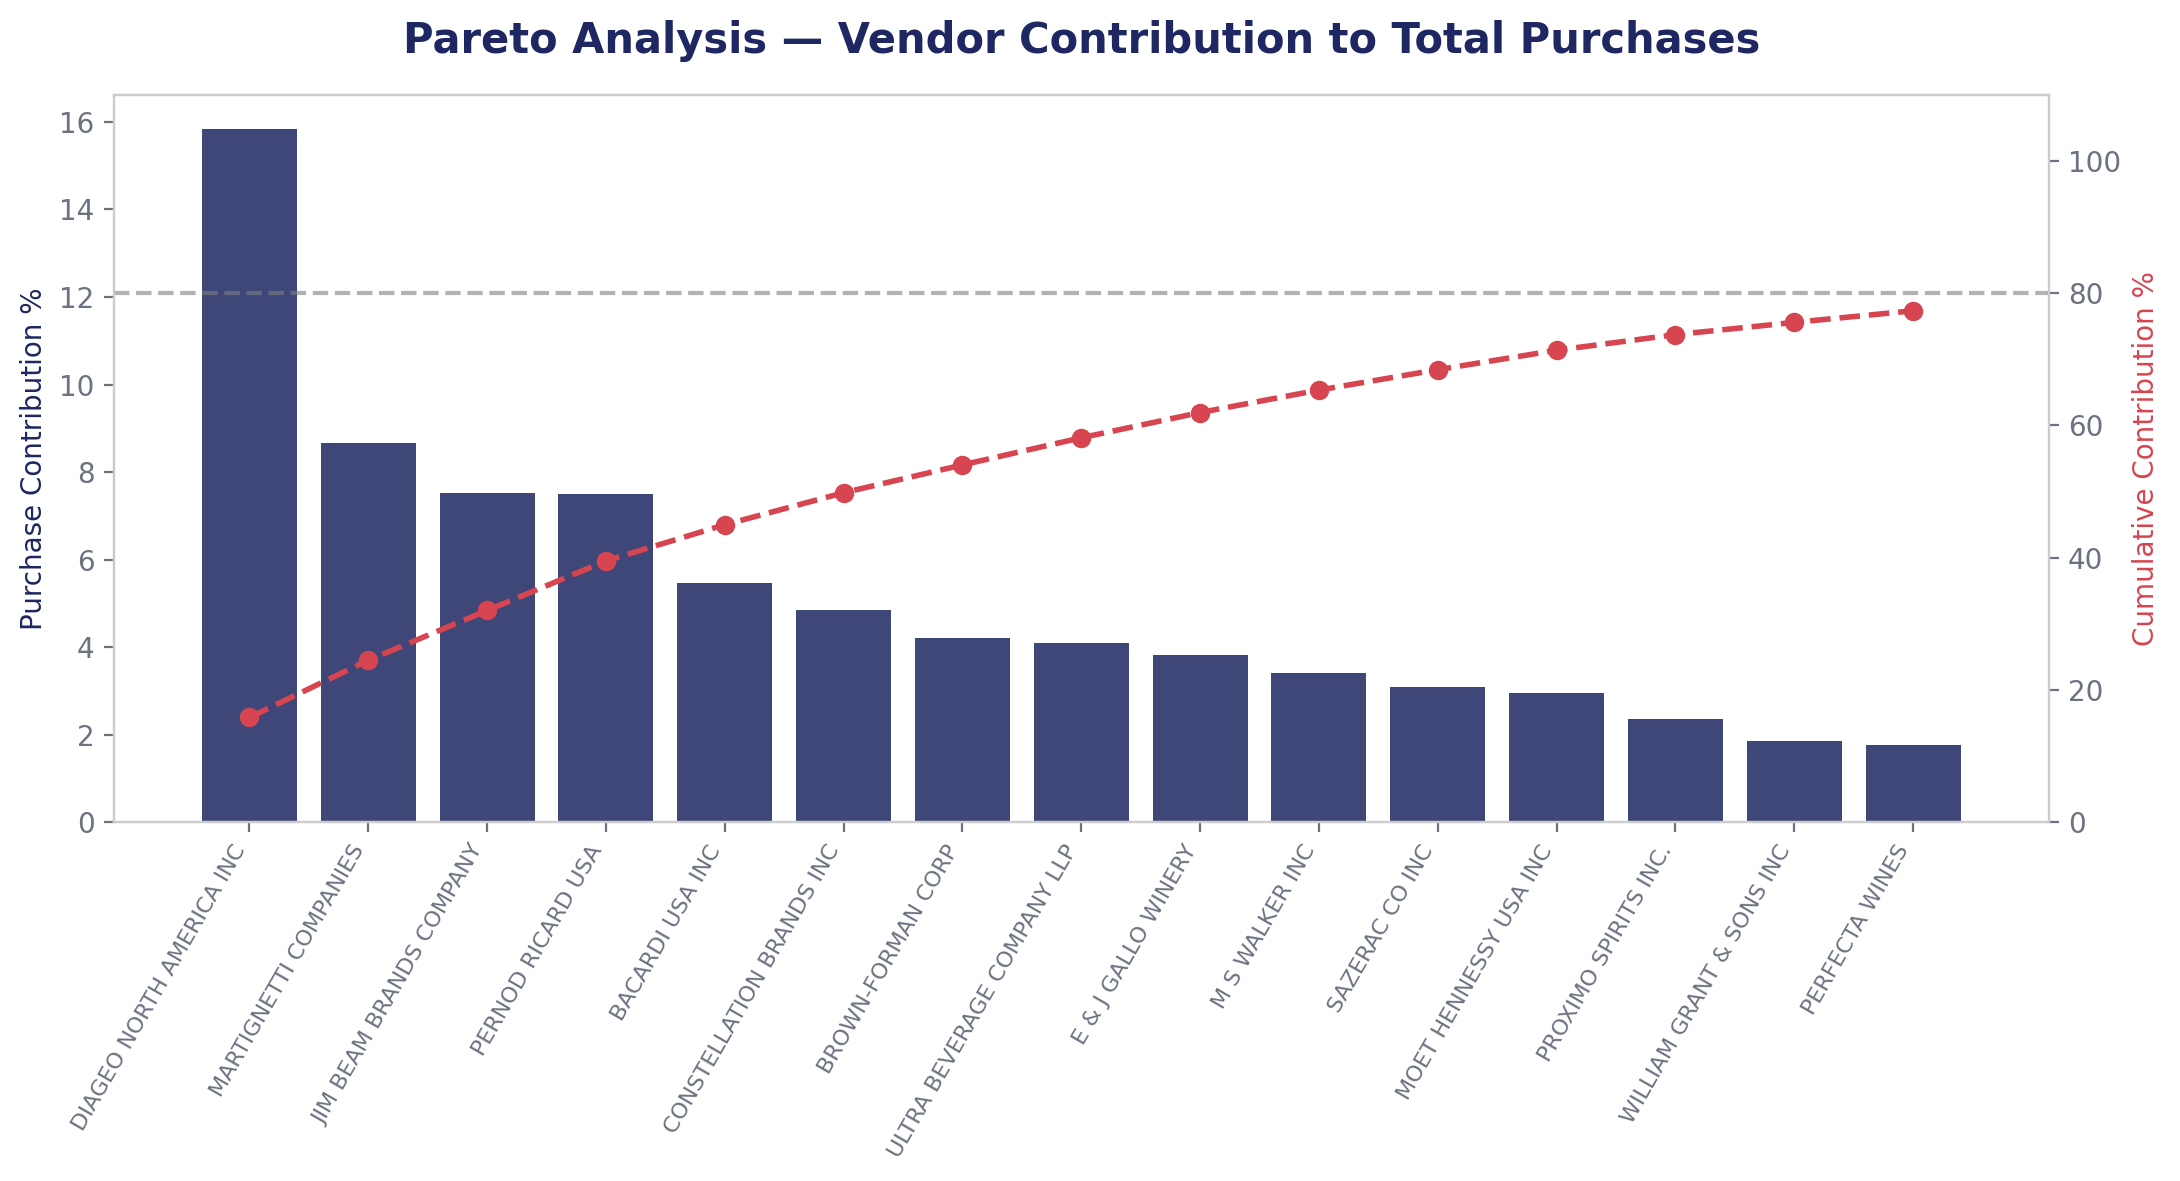 Pareto Analysis — Vendor Contribution to Total Purchases
Purchase Contribution %
16
14
12
10
8
6
4
2
0
100
80
60
40
20
0
Cumulative Contribution %
DIAGEO NORTH AMERICA INC
MARTIGNETTI COMPANIES
JIM BEAM BRANDS COMPANY
PERNOD RICARD USA
BACARDI USA INC
CONSTELLATION BRANDS INC
BROWN-FORMAN CORP
ULTRA BEVERAGE COMPANY LLP
E & J GALLO WINERY
M S WALKER INC
SAZERAC CO INC
MOET HENNESSY USA INC
PROXIMO SPIRITS INC.
WILLIAM GRANT & SONS INC
PERFECTA WINES